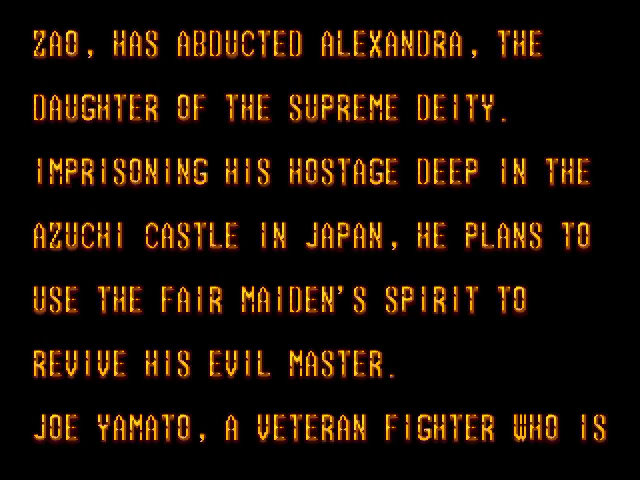 ZAO, HAS ABDUCTED ALEXANDRA, THE
DAUGHTER OF THE SUPREME DEITY.
IMPRISONING HIS HOSTAGE DEEP IN THE
AZUCHI CASTLE IN JAPAN, HE PLANS TO
USE THE FAIR MAIDEN'S SPIRIT TO
REVIVE HIS EVIL MASTER.
JOE YAMATO, A VETERAN FIGHTER WHO IS